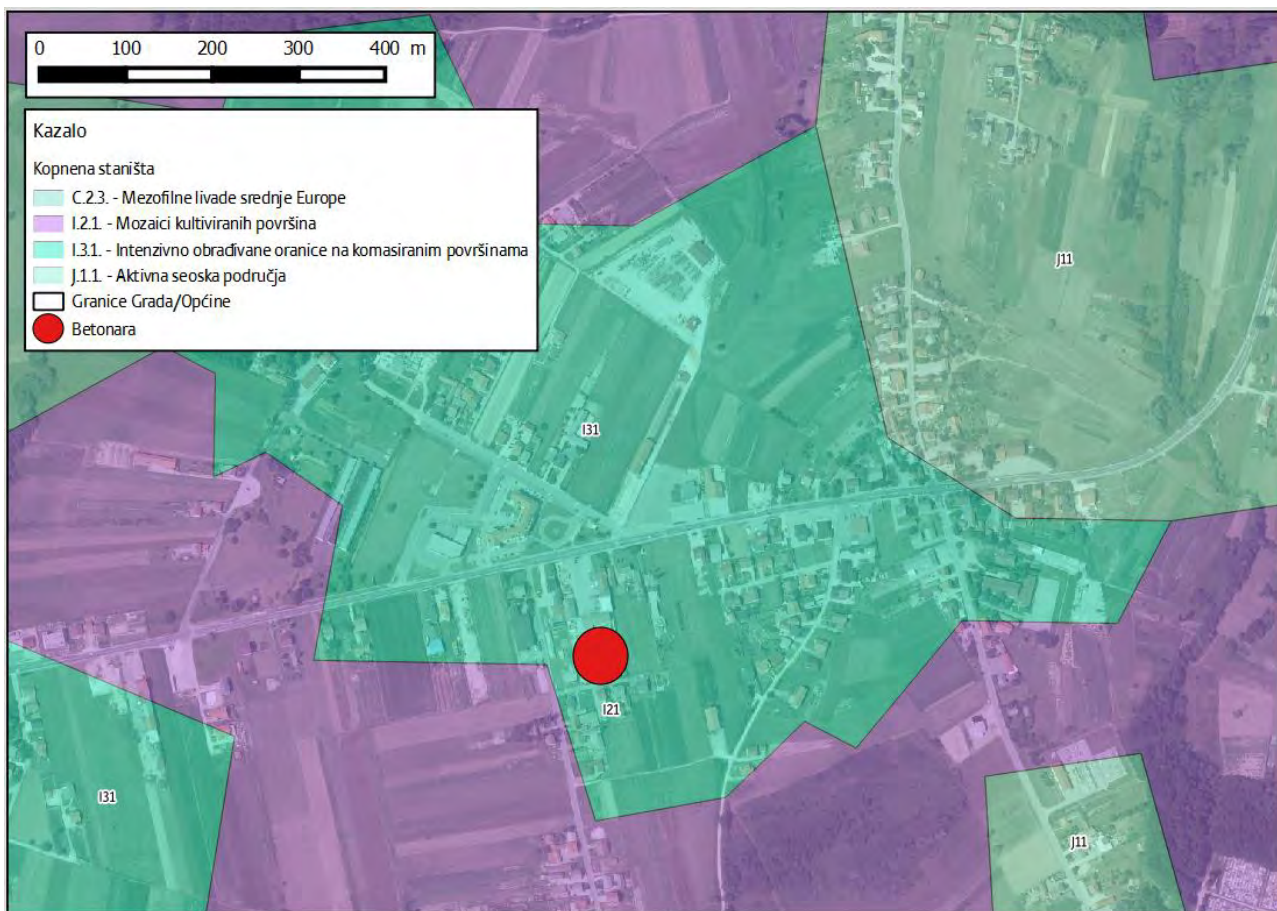 0 100 200 300 400 m
Kazalo
Kopnena staništa
C.2.3. - Mezofilne livade srednje Europe
I.2.1. - Mozaici kultiviranih površina
I.3.1. - Intenzivno obrađivane oranice na komasiranim površinama
J.1.1. - Aktivna seoska područja
Granice Grada/Općine
Betonara
J11
I31
I21
I31
J11